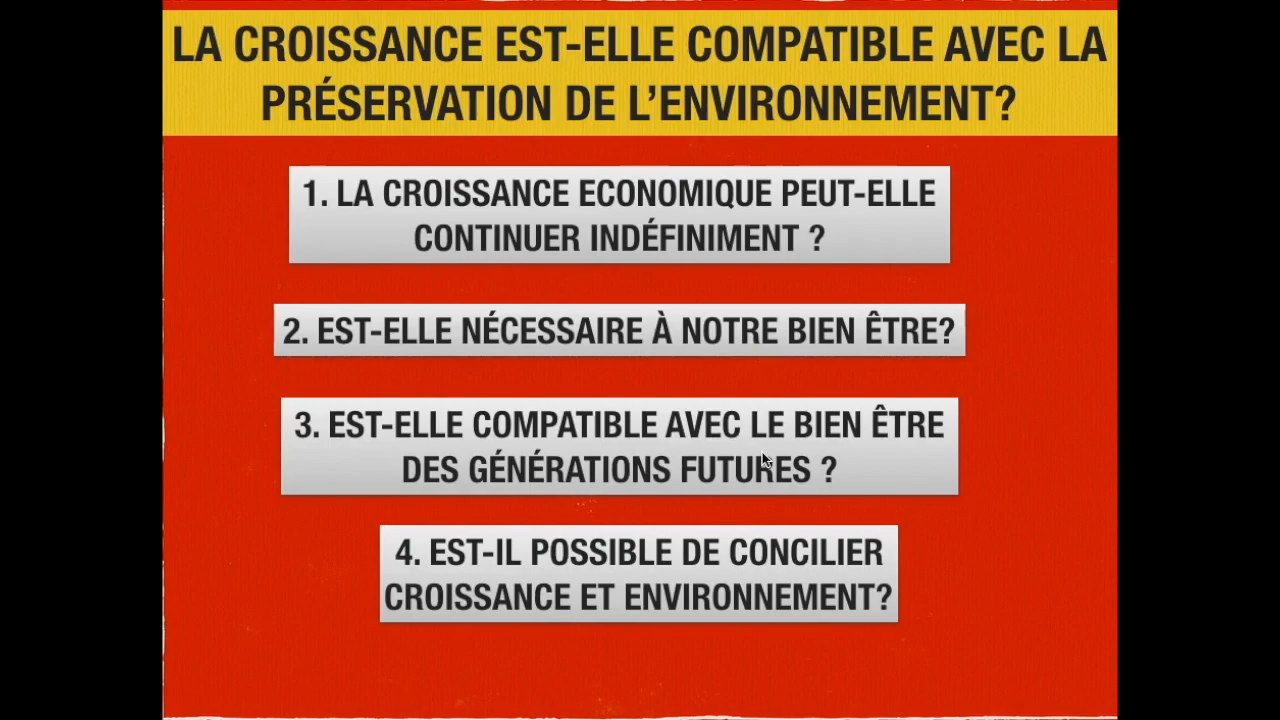 LA CROISSANCE EST-ELLE COMPATIBLE AVEC LA
PRÉSERVATION DE L’ENVIRONNEMENT?
1. LA CROISSANCE ECONOMIQUE PEUT-ELLE
CONTINUER INDÉFINIMENT ?
2. EST-ELLE NÉCESSAIRE À NOTRE BIEN ÊTRE?
3. EST-ELLE COMPATIBLE AVEC LE BIEN ÊTRE
DES GÉNÉRATIONS FUTURES ?
4. EST-IL POSSIBLE DE CONCILIER
CROISSANCE ET ENVIRONNEMENT?